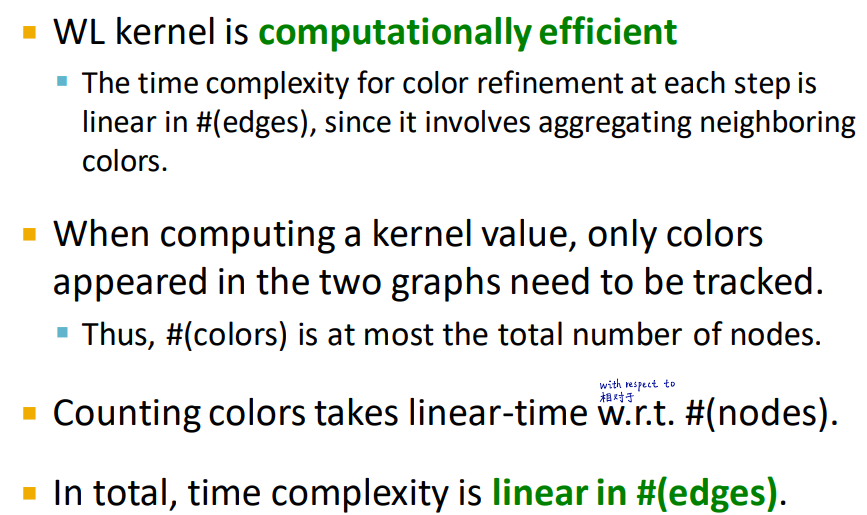 WL kernel is computationally efficient
The time complexity for color refinement at each step is
linear in #(edges), since it involves aggregating neighboring
colors.
When computing a kernel value, only colors
appeared in the two graphs need to be tracked.
Thus, #(colors) is at most the total number of nodes.
with respect to
相对于
Counting colors takes linear-time w.r.t. #(nodes).
In total, time complexity is linear in #(edges).